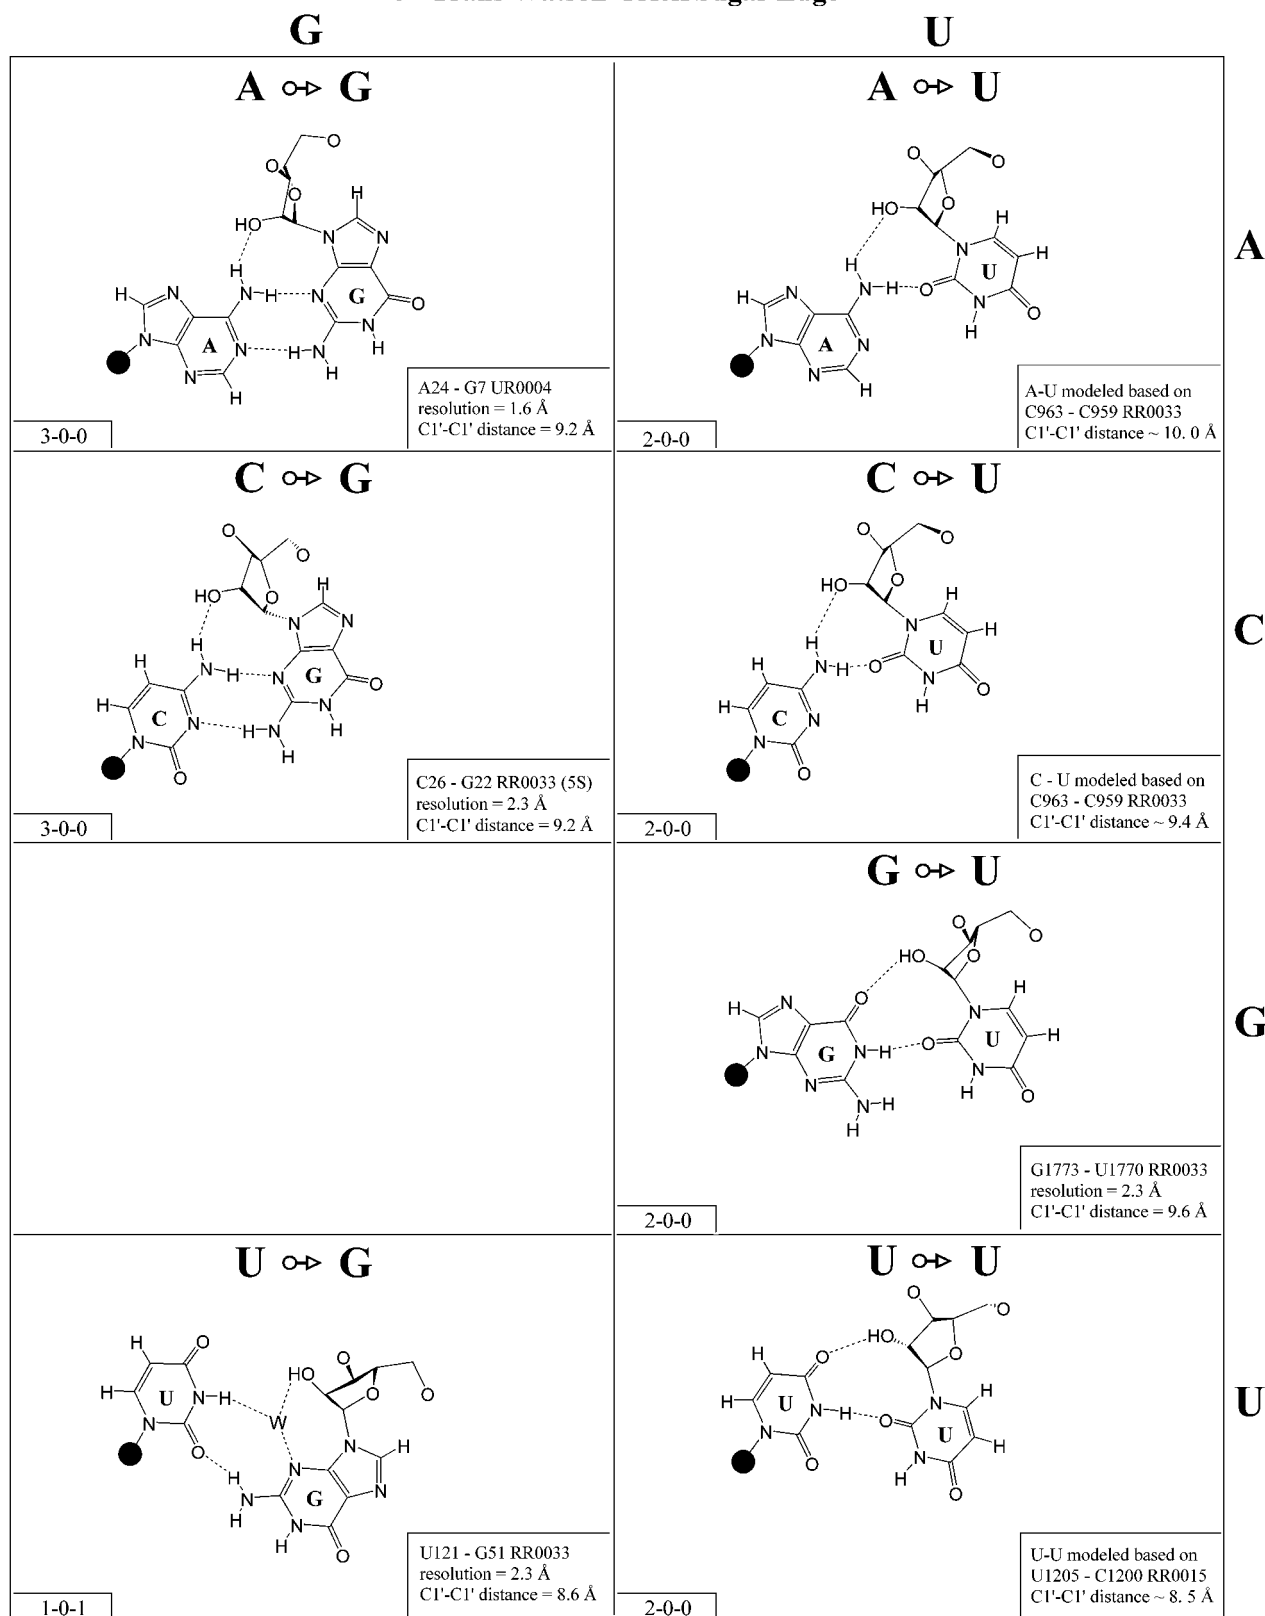 G
U
A G
A U
A
A24 - G7 UR0004
resolution = 1.6 Å
C1'-C1' distance = 9.2 Å
3-0-0
A-U modeled based on
C963 - C959 RR0033
C1'-C1' distance ~ 10. 0 Å
2-0-0
C G
C U
C
C26 - G22 RR0033 (5S)
resolution = 2.3 Å
C1'-C1' distance = 9.2 Å
3-0-0
C - U modeled based on
C963 - C959 RR0033
C1'-C1' distance ~ 9.4 Å
2-0-0
G U
G
G1773 - U1770 RR0033
resolution = 2.3 Å
C1'-C1' distance = 9.6 Å
2-0-0
U G
U U
U
U121 - G51 RR0033
resolution = 2.3 Å
C1'-C1' distance = 8.6 Å
1-0-1
U-U modeled based on
U1205 - C1200 RR0015
C1'-C1' distance ~ 8. 5 Å
2-0-0